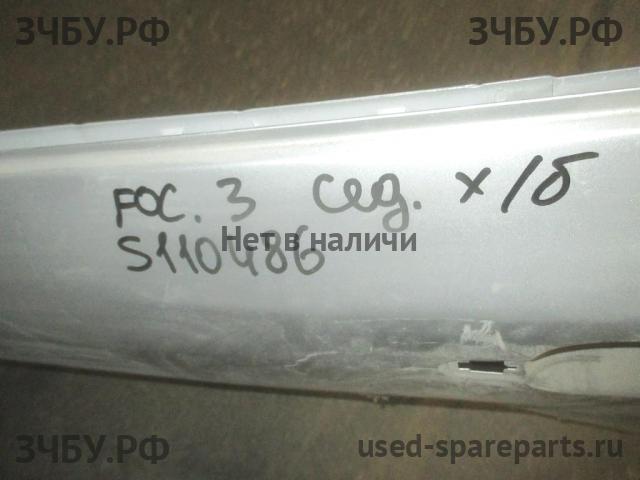 ЗЧБУ.РФ ЗЧБУ.РФ
FOC. 3 сед. х/б
S110486
Нет в наличи
ЗЧБУ.РФ used-spareparts.ru